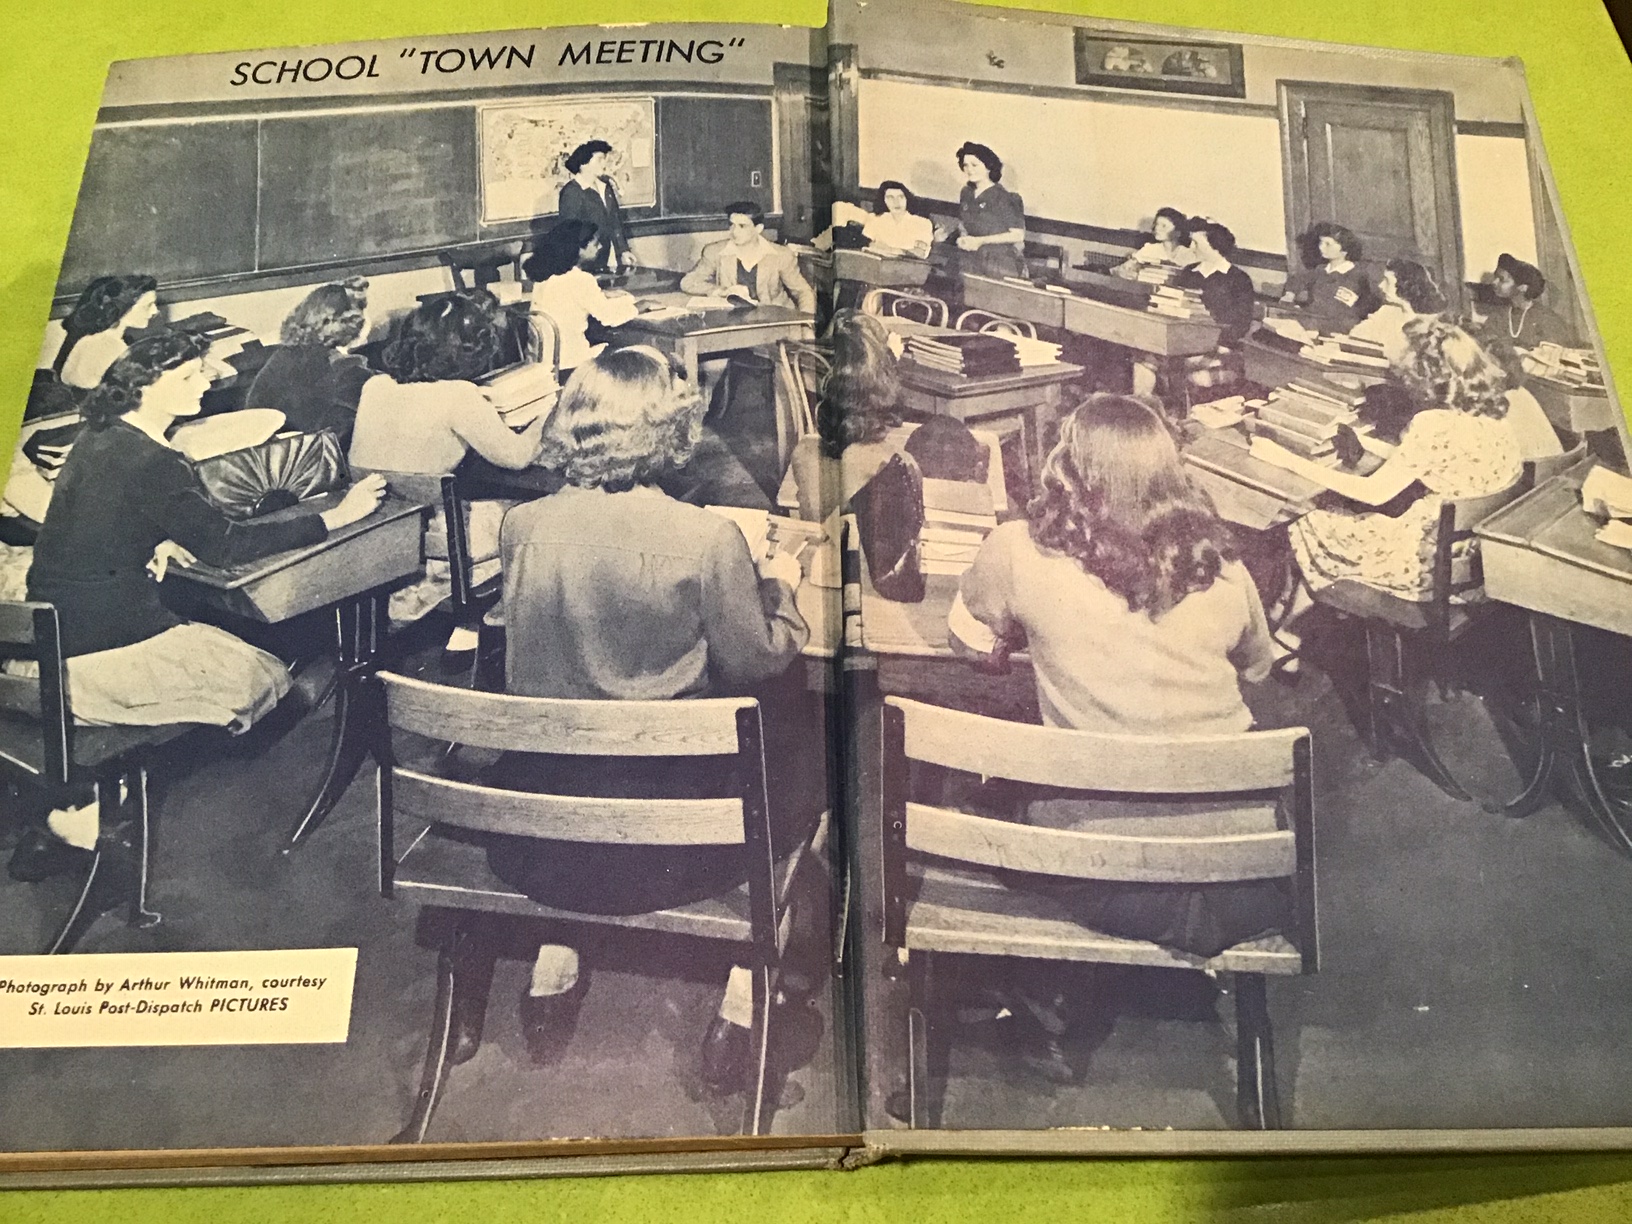 SCHOOL "TOWN MEETING"
Photograph by Arthur Whitman, courtesy
St. Louis Post-Dispatch PICTURES